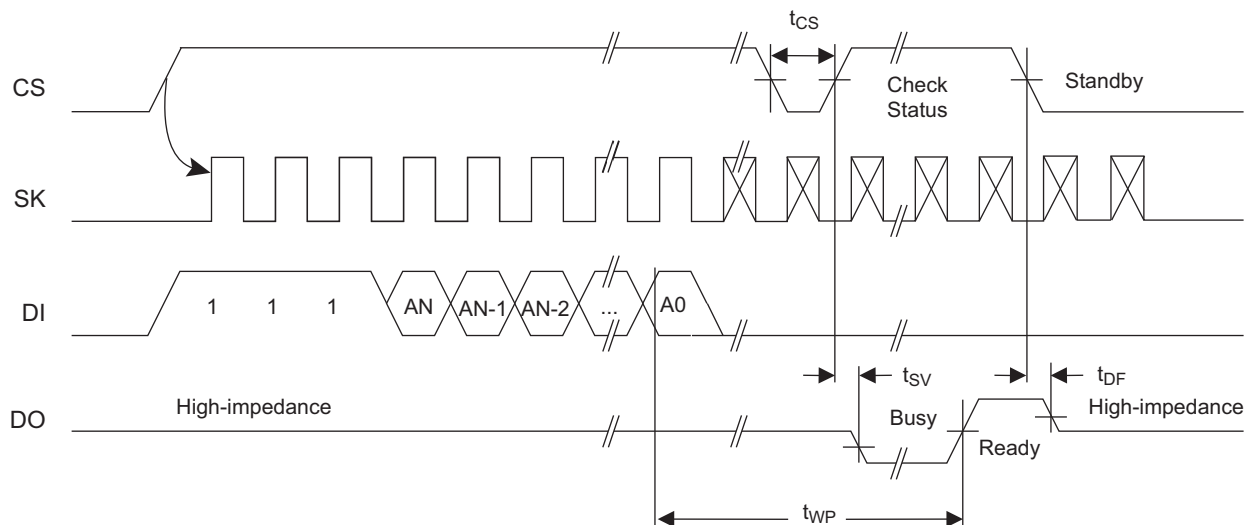 tCS
CS
Check
Status
Standby
SK
DI
1 1 1 AN AN-1 AN-2 ... A0
tSV
tDF
DO
High-impedance
Busy
Ready
High-impedance
tWP